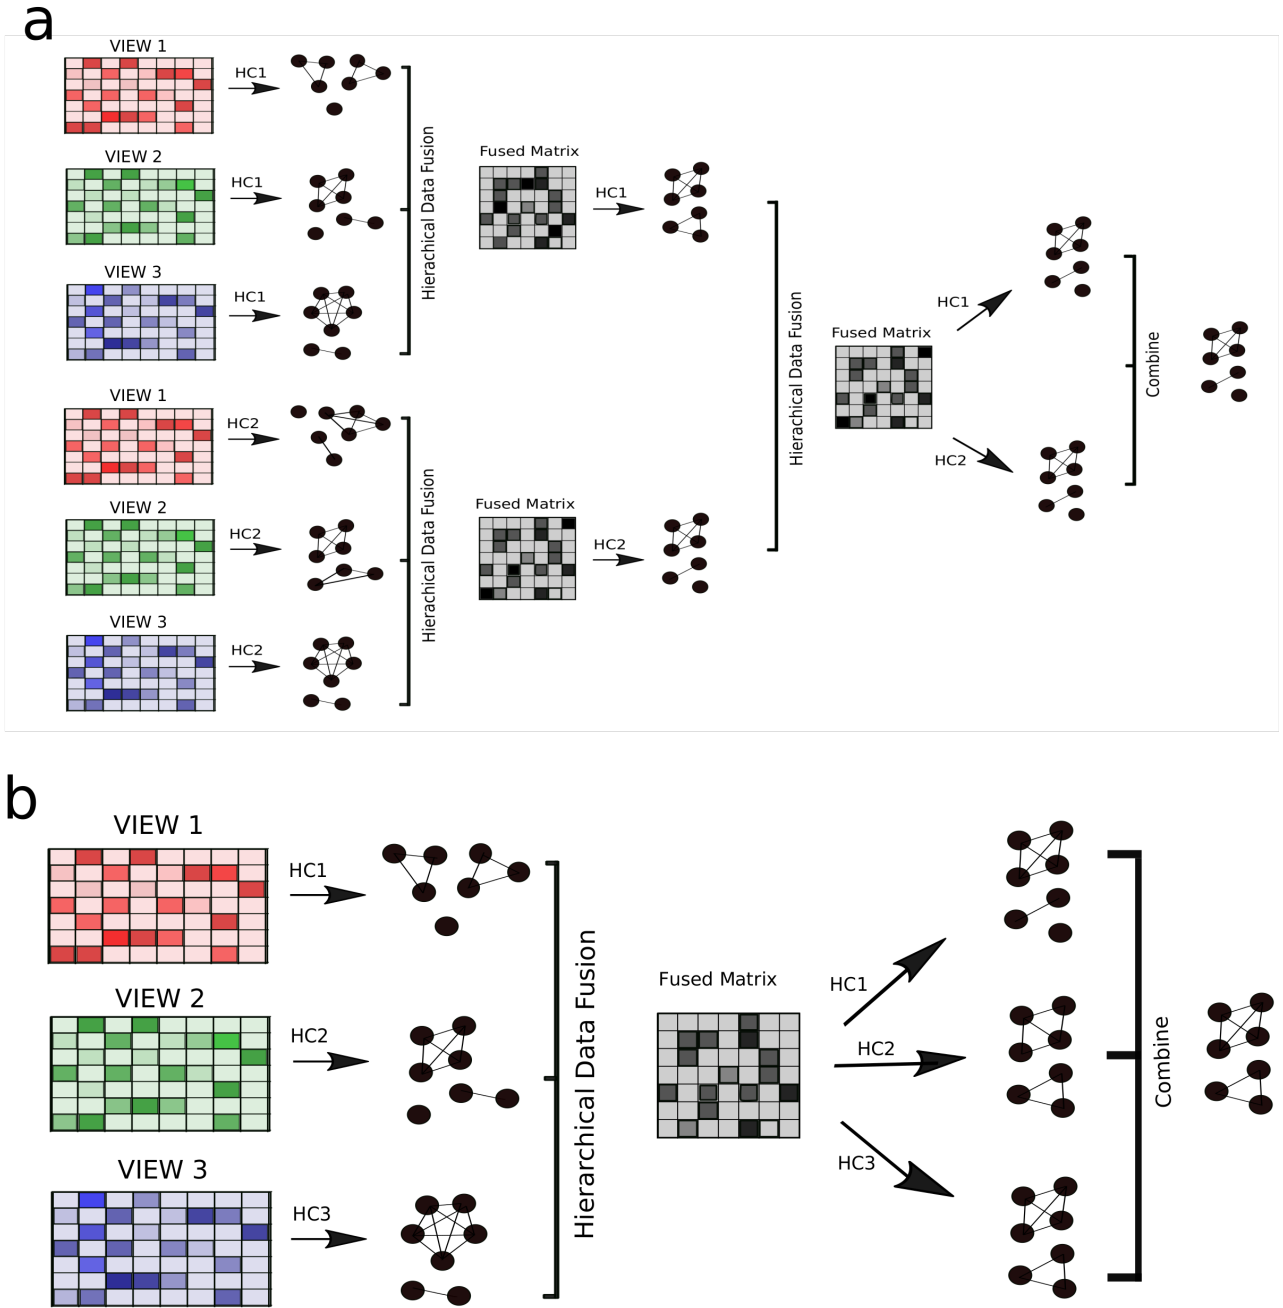 a
VIEW 1
HC1
VIEW 2
HC1
VIEW 3
HC1
Hierachical Data Fusion
Fused Matrix
HC1
VIEW 1
HC2
VIEW 2
HC2
VIEW 3
HC2
Hierachical Data Fusion
Fused Matrix
HC2
Hierachical Data Fusion
Fused Matrix
HC1
HC2
Combine
b
VIEW 1
HC1
VIEW 2
HC2
VIEW 3
HC3
Hierarchical Data Fusion
Fused Matrix
HC1
HC2
HC3
Combine